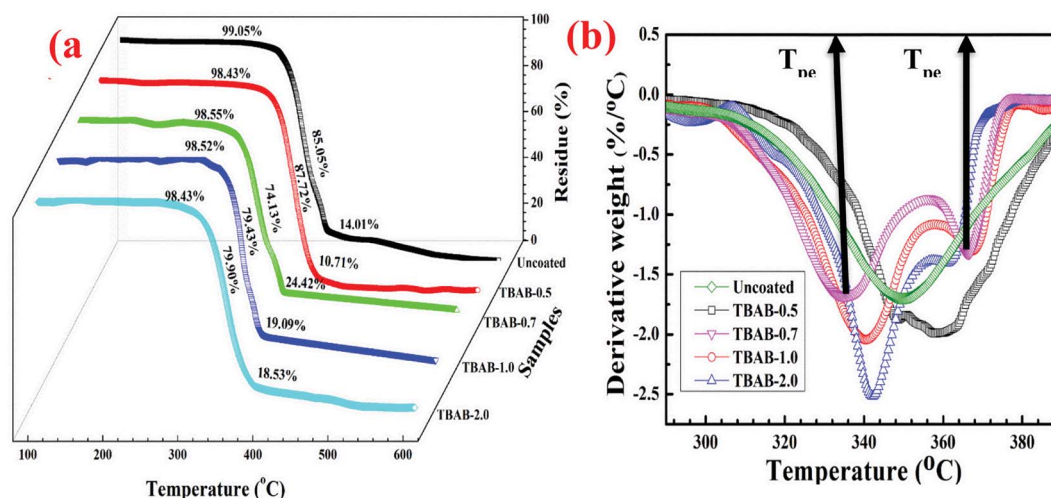 (a
99.05%
98.43%
98.55%
98.52%
98.43%
85.05%
87.72%
74.13%
79.43%
79.90%
14.01%
10.71%
24.42%
19.09%
18.53%
100
80
60
40
20
0
Residue (%)
Uncoated
TBAB-0.5
TBAB-0.7
TBAB-1.0
TBAB-2.0
Samples
100 200 300 400 500 600
Temperature (°C)
(b)
Tpe Tpe
0.5
0.0
-0.5
-1.0
-1.5
-2.0
-2.5
Derivative weight (%/°C)
Uncoated
TBAB-0.5
TBAB-0.7
TBAB-1.0
TBAB-2.0
300 320 340 360 380
Temperature (°C)